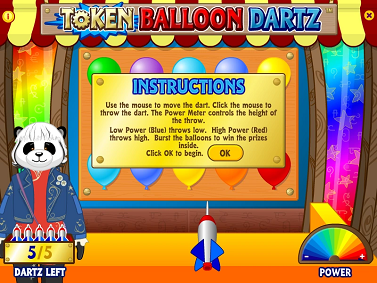 TOKEN BALLOON DARTZ™
INSTRUCTIONS
Use the mouse to move the dart. Click the mouse to
throw the dart. The Power Meter controls the height of
the throw.
Low Power (Blue) throws low. High Power (Red)
throws high. Burst the balloons to win the prizes
inside.
Click OK to begin. OK
5/5
DARTZ LEFT
- +
POWER